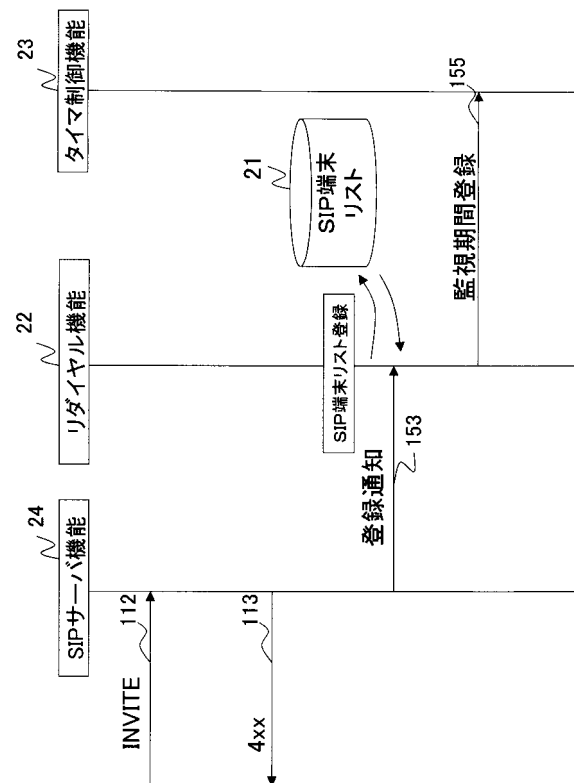 24
SIPサーバ機能
22
リダイヤル機能
23
タイマ制御機能
INVITE
112
4xx
113
21
SIP端末
リスト
SIP端末リスト登録
登録通知
153
監視期間登録
155